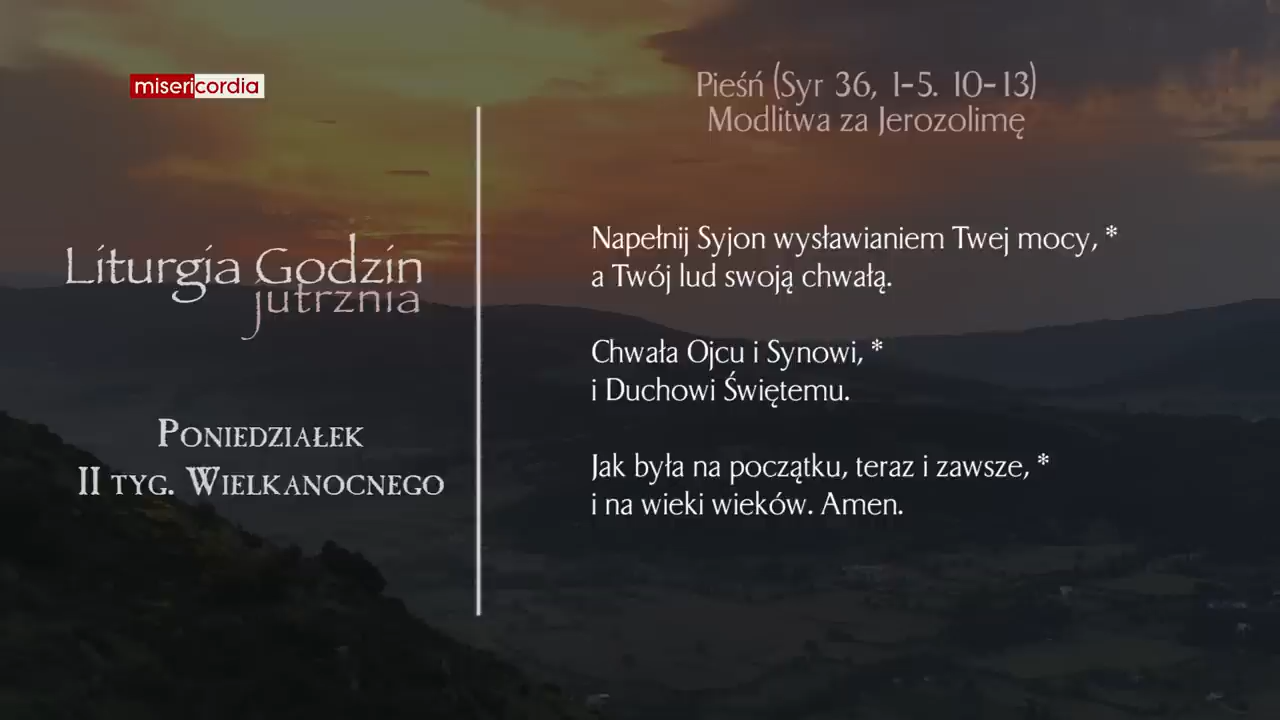 misericordia
Liturgia Godzin
jutrznia
Poniedziałek
II tyg. Wielkanocnego
Pieśń (Syr 36, 1-5. 10-13)
Modlitwa za Jerozolimę
Napełnij Syjon wysławianiem Twej mocy, *
a Twój lud swoją chwałą.
Chwała Ojcu i Synowi, *
i Duchowi Świętemu.
Jak była na początku, teraz i zawsze, *
i na wieki wieków. Amen.